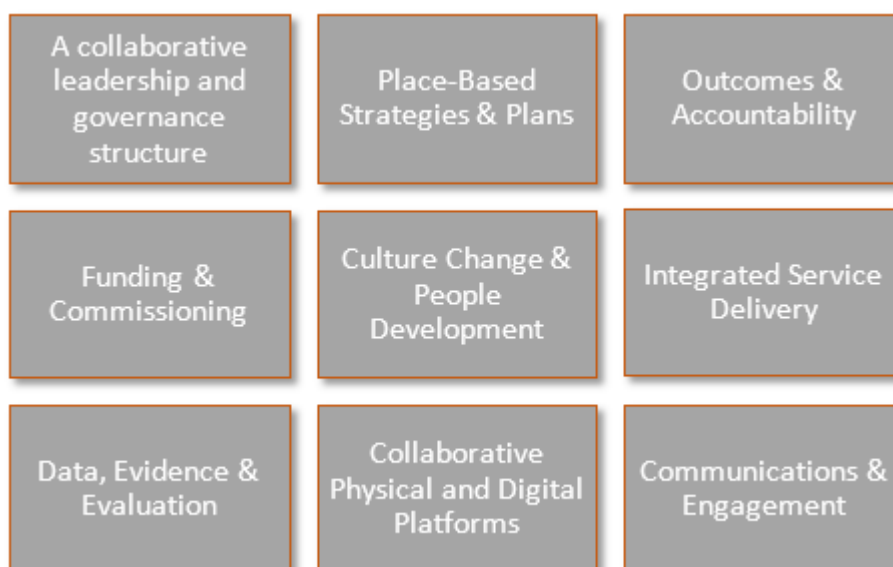 A collaborative
leadership and
governance
structure
Place-Based
Strategies & Plans
Outcomes &
Accountability
Funding &
Commissioning
Culture Change &
People
Development
Integrated Service
Delivery
Data, Evidence &
Evaluation
Collaborative
Physical and Digital
Platforms
Communications &
Engagement